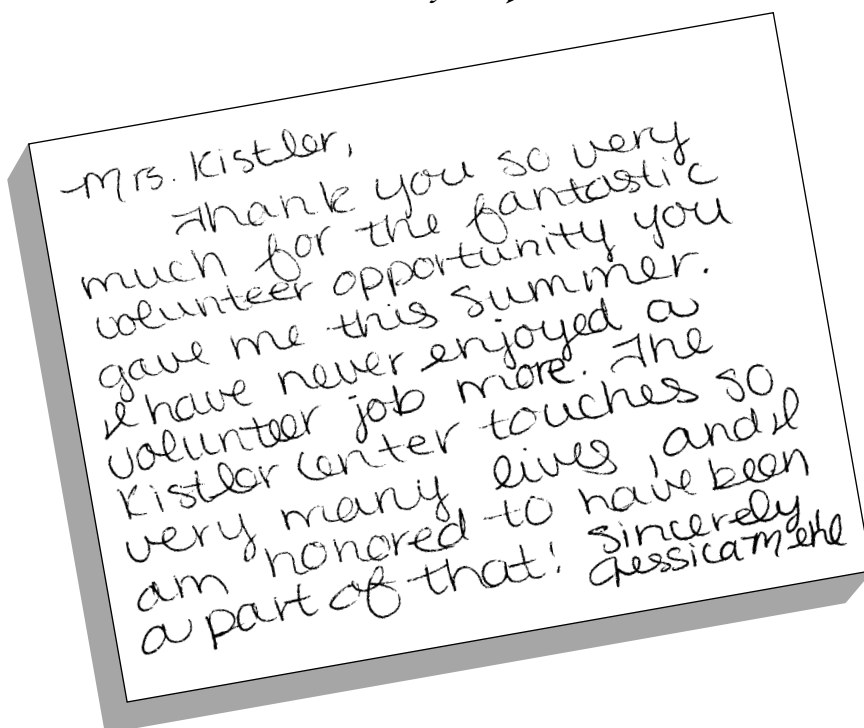 Mrs. Kistler,
Thank you so very
much for the fantastic
volunteer opportunity you
gave me this summer.
I have never enjoyed a
volunteer job more. The
Kistler Center touches so
very many lives, and I
am honored to have been
a part of that! Sincerely
Jessica